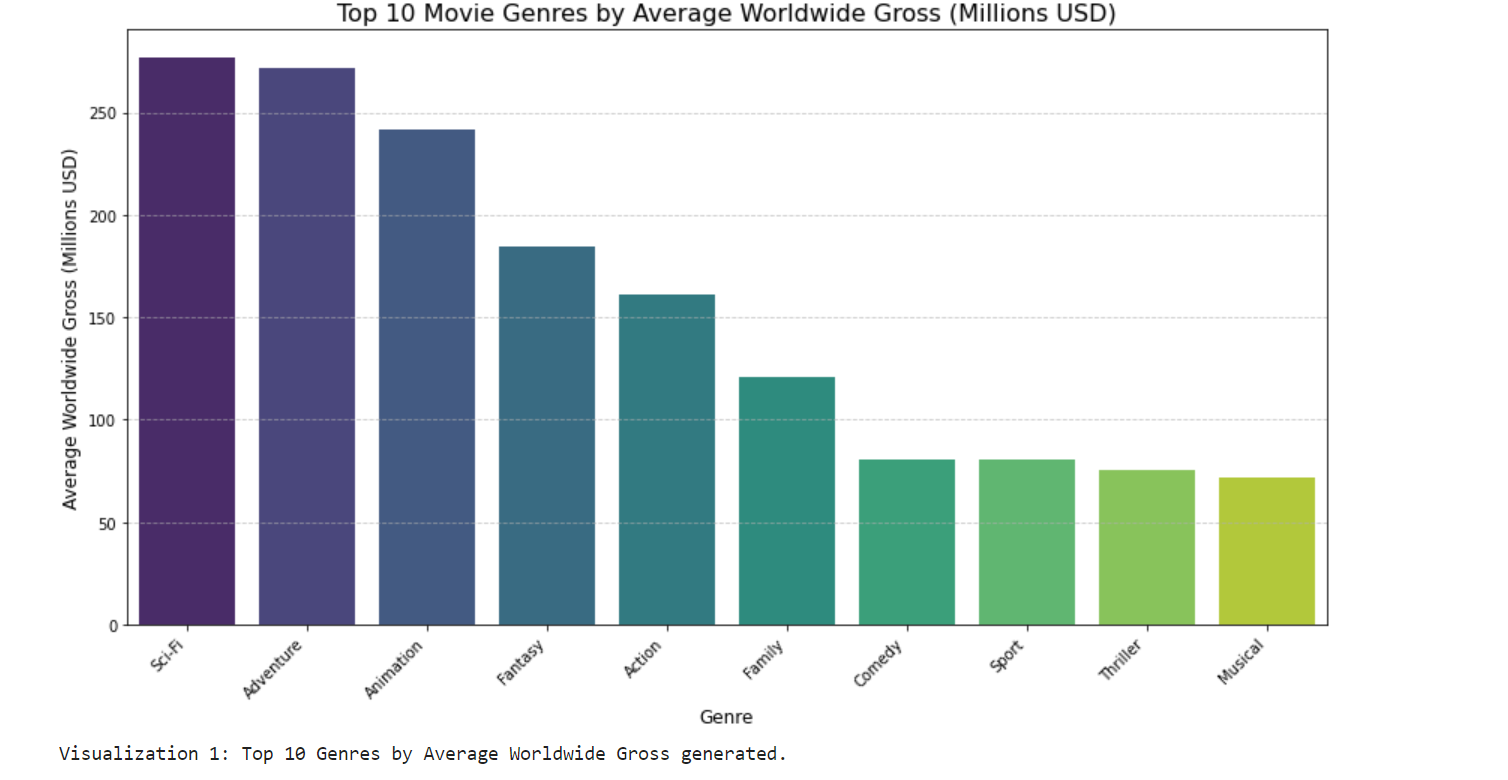 Top 10 Movie Genres by Average Worldwide Gross (Millions USD)
Average Worldwide Gross (Millions USD)
250
200
150
100
50
0
Sci-Fi
Adventure
Animation
Fantasy
Action
Family
Comedy
Sport
Thriller
Musical
Genre
Visualization 1: Top 10 Genres by Average Worldwide Gross generated.